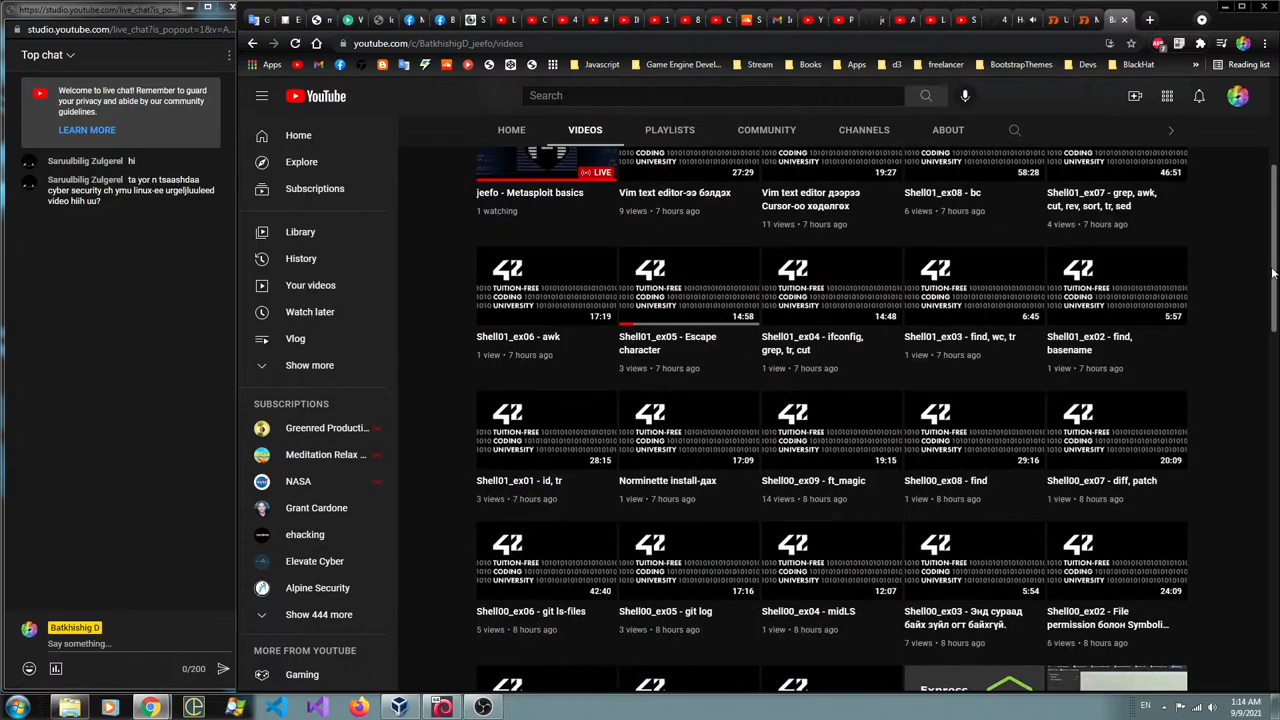 https://studio.youtube.com/live_chat?is_po...
studio.youtube.com/live_chat?is_popout=1&v=A...
Top chat
Welcome to live chat! Remember to guard
your privacy and abide by our community
guidelines.
LEARN MORE
Saruulbilig Zulgerel hi
Saruulbilig Zulgerel ta yor n tsaashdaa
Cyber security ch ymu linux-ee urgeljluuleed
video hiih uu?
Batkhishig D
Say something...
0/200
youtube.com/c/BatkhishigD_jeefo/videos
Apps
Javascript
Game Engine Devel...
Stream
Books
Apps
d3
freelancer
BootstrapThemes
Devs
BlackHat
»
Reading list
YouTube
Search
Home
Explore
Subscriptions
Library
History
Your videos
Watch later
Vlog
Show more
SUBSCRIPTIONS
Greenred Producti...
Meditation Relax ...
NASA
Grant Cardone
ehacking
Elevate Cyber
Alpine Security
Show 444 more
MORE FROM YOUTUBE
Gaming
HOME
VIDEOS
PLAYLISTS
COMMUNITY
CHANNELS
ABOUT
LIVE
27:29
19:27
58:28
46:51
jeefo - Metasploit basics
1 watching
Vim text editor-ээ бэлдэх
9 views • 7 hours ago
Vim text editor дээрээ
Cursor-оо хөдөлгөх
11 views • 7 hours ago
Shell01_ex08 - bc
6 views • 7 hours ago
Shell01_ex07 - grep, awk,
cut, rev, sort, tr, sed
4 views • 7 hours ago
42
TUITION-FREE
CODING
UNIVERSITY
17:19
14:58
14:48
6:45
5:57
Shell01_ex06 - awk
1 view • 7 hours ago
Shell01_ex05 - Escape
character
3 views • 7 hours ago
Shell01_ex04 - ifconfig,
grep, tr, cut
1 view • 7 hours ago
Shell01_ex03 - find, wc, tr
1 view • 7 hours ago
Shell01_ex02 - find,
basename
1 view • 7 hours ago
28:15
17:09
19:15
29:16
20:09
Shell01_ex01 - id, tr
3 views • 7 hours ago
Norminette install-дах
1 view • 7 hours ago
Shell00_ex09 - ft_magic
14 views • 8 hours ago
Shell00_ex08 - find
1 view • 8 hours ago
Shell00_ex07 - diff, patch
1 view • 8 hours ago
42:40
17:16
12:07
5:54
24:09
Shell00_ex06 - git ls-files
5 views • 8 hours ago
Shell00_ex05 - git log
3 views • 8 hours ago
Shell00_ex04 - midLS
1 view • 8 hours ago
Shell00_ex03 - Энд сураад
байх зүйл огт байхгүй.
7 views • 8 hours ago
Shell00_ex02 - File
permission болон Symboli...
6 views • 8 hours ago
Express
EN
1:14 AM
9/9/2021